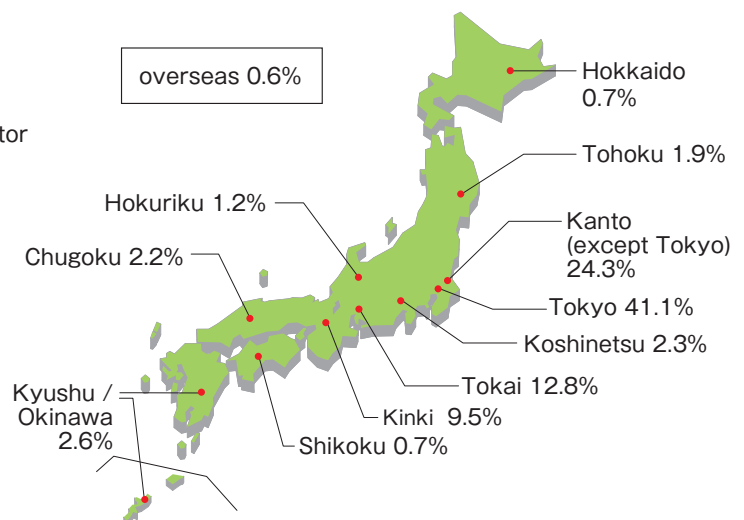 overseas 0.6%
Hokkaido
0.7%
tor
Tohoku 1.9%
Hokuriku 1.2%
Kanto
(except Tokyo)
24.3%
Chugoku 2.2%
Tokyo 41.1%
Koshinetsu 2.3%
Tokai 12.8%
Kyushu /
Okinawa
2.6%
Kinki 9.5%
Shikoku 0.7%